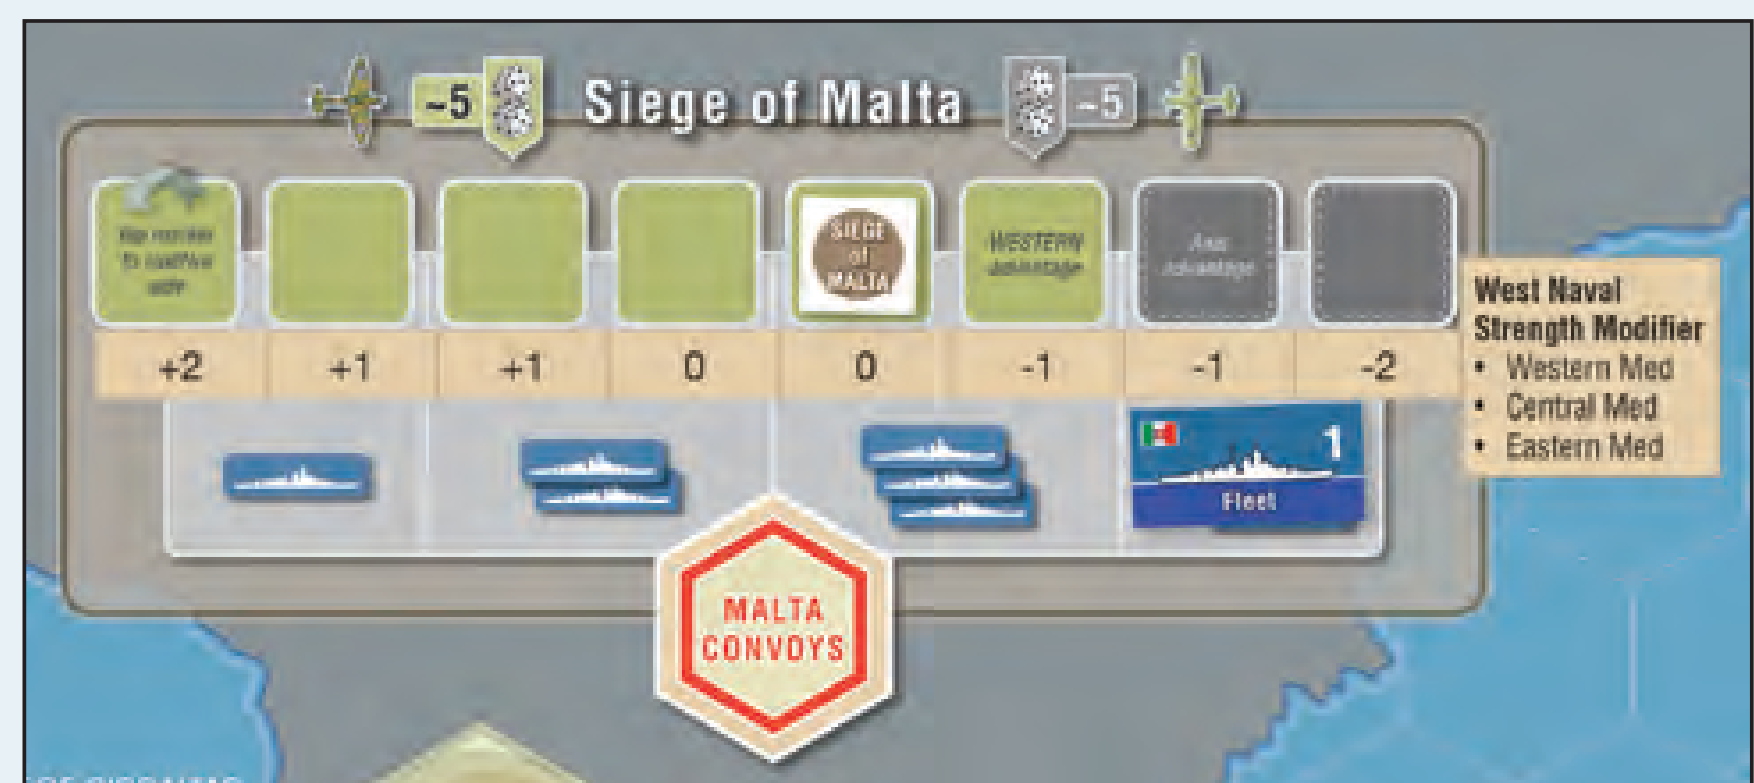 ~5
Siege of Malta
~5
SIEGE
of
MALTA
WESTERN
advantage
Axis
advantage
+2
+1
+1
0
0
-1
-1
-2
West Naval
Strength Modifier
• Western Med
• Central Med
• Eastern Med
1
Fleet
MALTA
CONVOYS